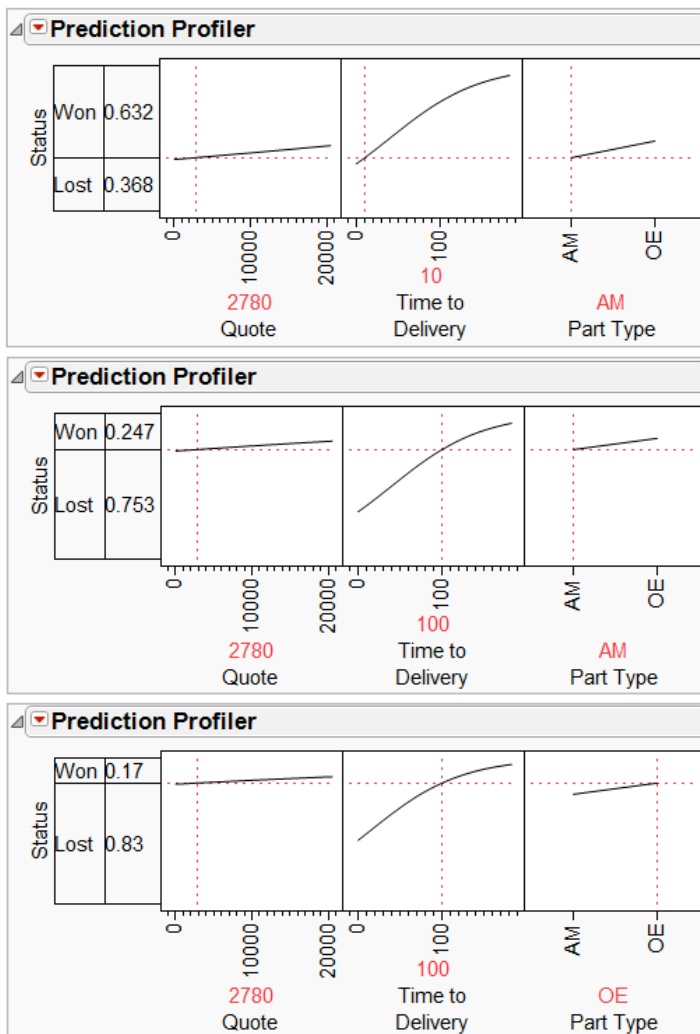 Prediction Profiler
Status
Won 0.632
Lost 0.368
0 10000 20000 0 100 AM OE
2780 10 AM
Quote Time to Delivery Part Type
Prediction Profiler
Status
Won 0.247
Lost 0.753
0 10000 20000 0 100 AM OE
2780 100 AM
Quote Time to Delivery Part Type
Prediction Profiler
Status
Won 0.17
Lost 0.83
0 10000 20000 0 100 AM OE
2780 100 OE
Quote Time to Delivery Part Type